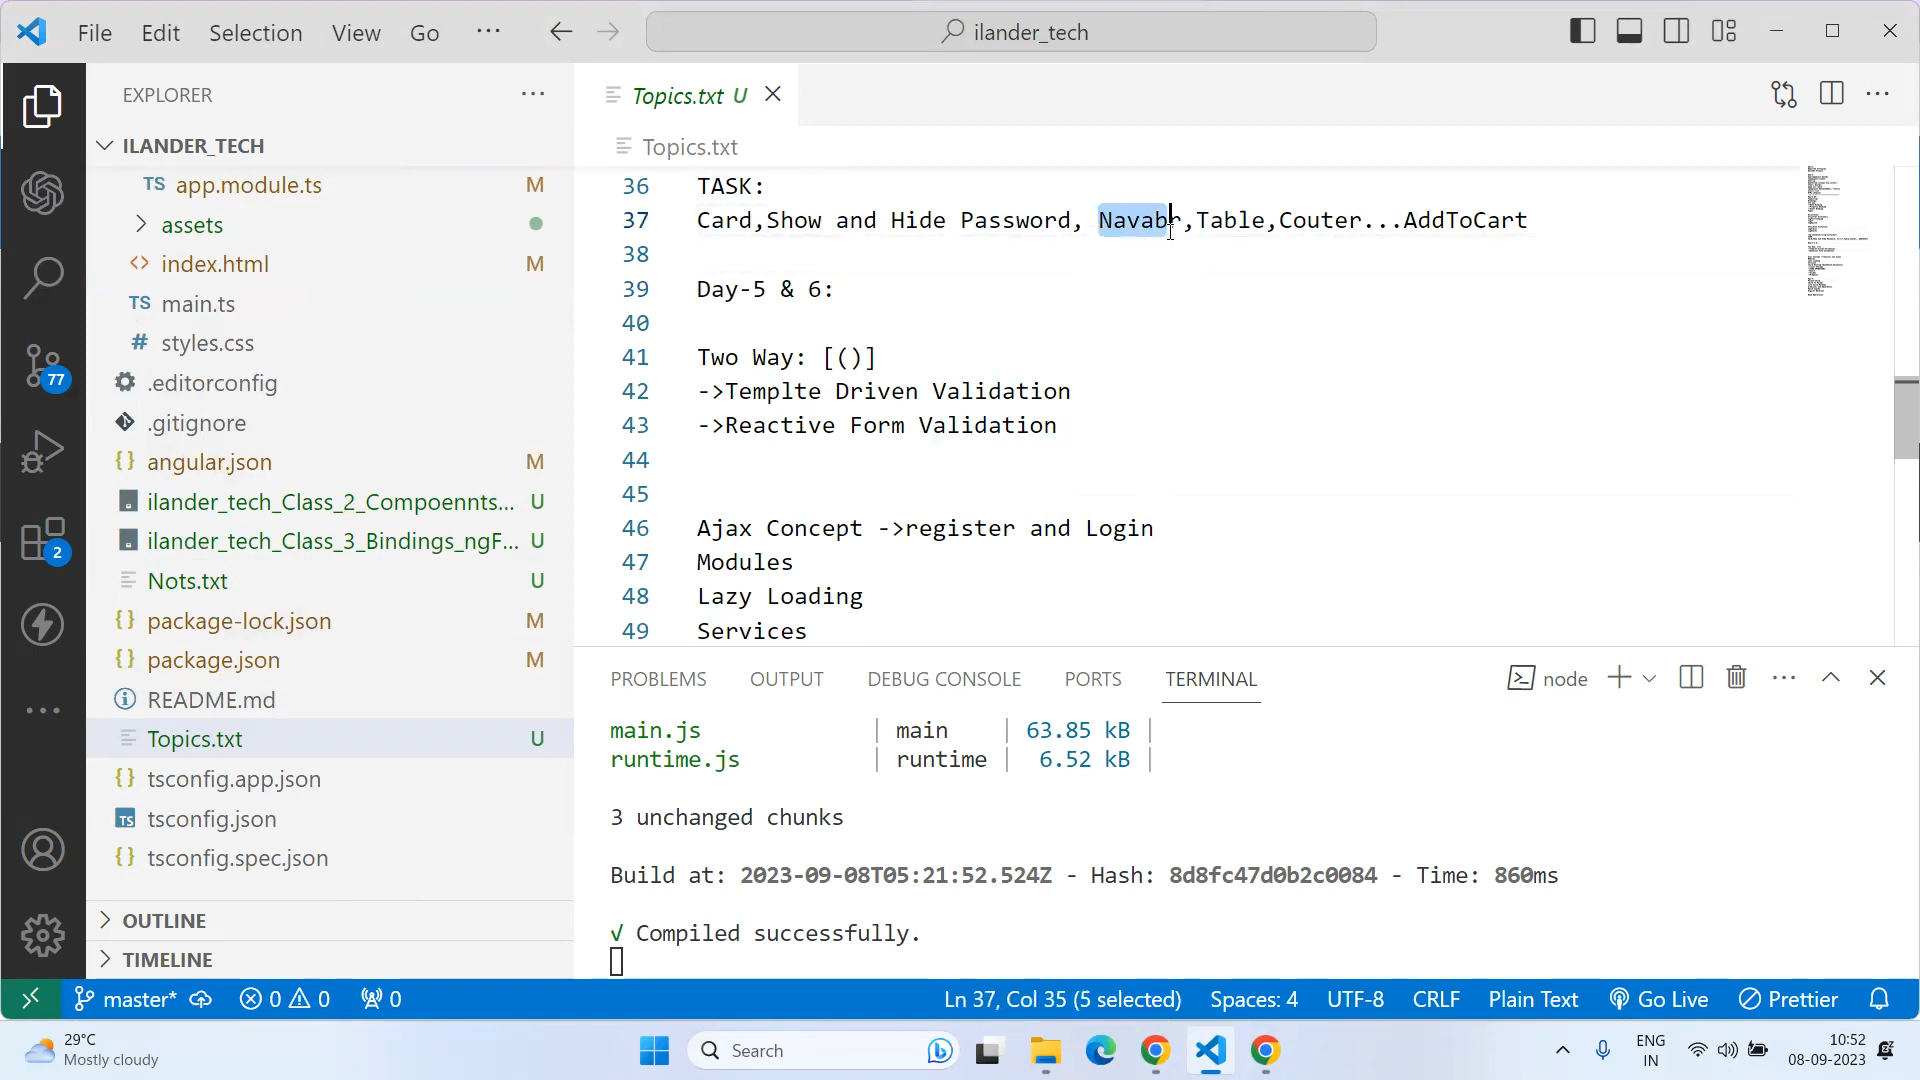 File Edit Selection View Go ··· ilander_tech
EXPLORER ···
ILANDER_TECH
TS app.module.ts M
assets
<> index.html M
TS main.ts
# styles.css
.editorconfig
.gitignore
{} angular.json M
ilander_tech_Class_2_Compoennts... U
ilander_tech_Class_3_Bindings_ngF... U
Nots.txt U
{} package-lock.json M
{} package.json M
README.md
Topics.txt U
{} tsconfig.app.json
TS tsconfig.json
{} tsconfig.spec.json
OUTLINE
TIMELINE
77
2
Topics.txt U
Topics.txt
36 TASK:
37 Card,Show and Hide Password, Navabr,Table,Couter...AddToCart
38
39 Day-5 & 6:
40
41 Two Way: [()]
42 ->Templte Driven Validation
43 ->Reactive Form Validation
44
45
46 Ajax Concept ->register and Login
47 Modules
48 Lazy Loading
49 Services
PROBLEMS OUTPUT DEBUG CONSOLE PORTS TERMINAL node
main.js | main | 63.85 kB |
runtime.js | runtime | 6.52 kB |
3 unchanged chunks
Build at: 2023-09-08T05:21:52.524Z - Hash: 8d8fc47d0b2c0084 - Time: 860ms
√ Compiled successfully.
master* 0 0 0 Ln 37, Col 35 (5 selected) Spaces: 4 UTF-8 CRLF Plain Text Go Live Prettier
29°C
Mostly cloudy
Search
ENG
IN
10:52
08-09-2023